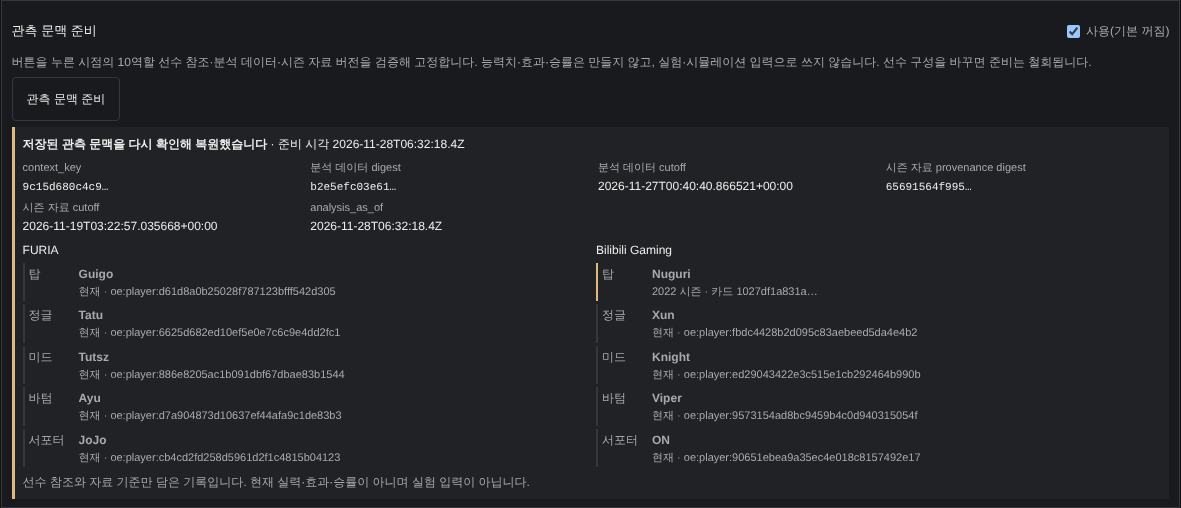 관측 문맥 준비
사용(기본 꺼짐)
버튼을 누른 시점의 10역할 선수 참조·분석 데이터·시즌 자료 버전을 검증해 고정합니다. 능력치·효과·승률은 만들지 않고, 실험·시뮬레이션 입력으로 쓰지 않습니다. 선수 구성을 바꾸면 준비는 철회됩니다.
관측 문맥 준비
저장된 관측 문맥을 다시 확인해 복원했습니다 · 준비 시각 2026-11-28T06:32:18.4Z
context_key 분석 데이터 digest 분석 데이터 cutoff 시즌 자료 provenance digest
9c15d680c4c9… b2e5efc03e61… 2026-11-27T00:40:40.866521+00:00 65691564f995…
시즌 자료 cutoff analysis_as_of
2026-11-19T03:22:57.035668+00:00 2026-11-28T06:32:18.4Z
FURIA
탑 Guigo
현재 · oe:player:d61d8a0b25028f787123bfff542d305
정글 Tatu
현재 · oe:player:6625d682ed10ef5e0e7c6c9e4dd2fc1
미드 Tutsz
현재 · oe:player:886e8205ac1b091dbf67dbae83b1544
바텀 Ayu
현재 · oe:player:d7a904873d10637ef44afa9c1de83b3
서포터 JoJo
현재 · oe:player:cb4cd2fd258d5961d2f1c4815b04123
Bilibili Gaming
탑 Nuguri
2022 시즌 · 카드 1027df1a831a…
정글 Xun
현재 · oe:player:fbdc4428b2d095c83aebeed5da4e4b2
미드 Knight
현재 · oe:player:ed29043422e3c515e1cb292464b990b
바텀 Viper
현재 · oe:player:9573154ad8bc9459b4c0d940315054f
서포터 ON
현재 · oe:player:90651ebea9a35ec4e018c8157492e17
선수 참조와 자료 기준만 담은 기록입니다. 현재 실력·효과·승률이 아니며 실험 입력이 아닙니다.